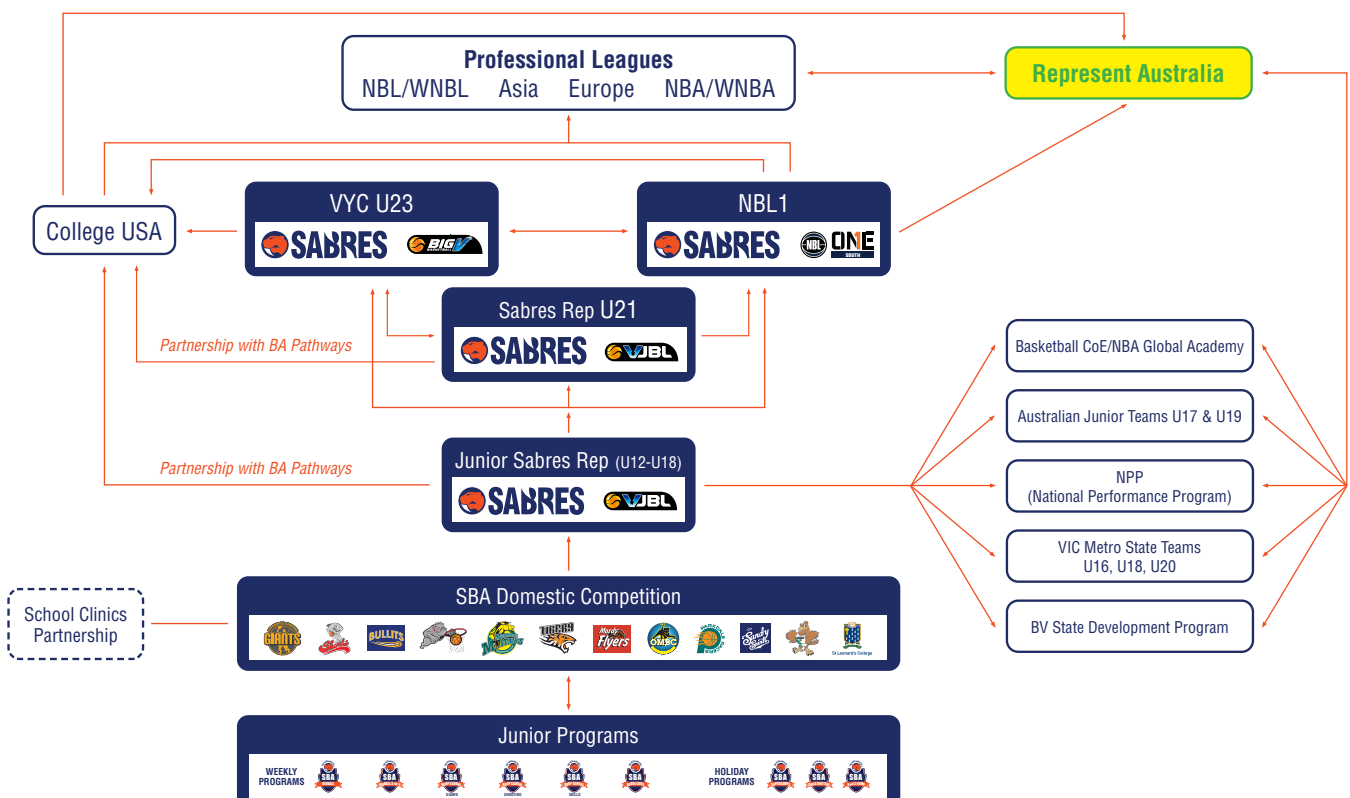 Professional Leagues
NBL/WNBL Asia Europe NBA/WNBA
Represent Australia
College USA
VYC U23
SABRES BIG V
NBL1
SABRES NBL ONE
SOUTH
Sabres Rep U21
SABRES VJBL
Partnership with BA Pathways
Junior Sabres Rep (U12-U18)
SABRES VJBL
Partnership with BA Pathways
Basketball CoE/NBA Global Academy
Australian Junior Teams U17 & U19
NPP
(National Performance Program)
VIC Metro State Teams
U16, U18, U20
BV State Development Program
School Clinics
Partnership
SBA Domestic Competition
GIANTS
BULLITS
TIGERS
Mordy
Flyers
OMBC
St Leonard's College
Junior Programs
WEEKLY
PROGRAMS
SBA SBA SBA SBA SBA SBA
SHOOTING SKILLS
HOLIDAY
PROGRAMS
SBA SBA SBA